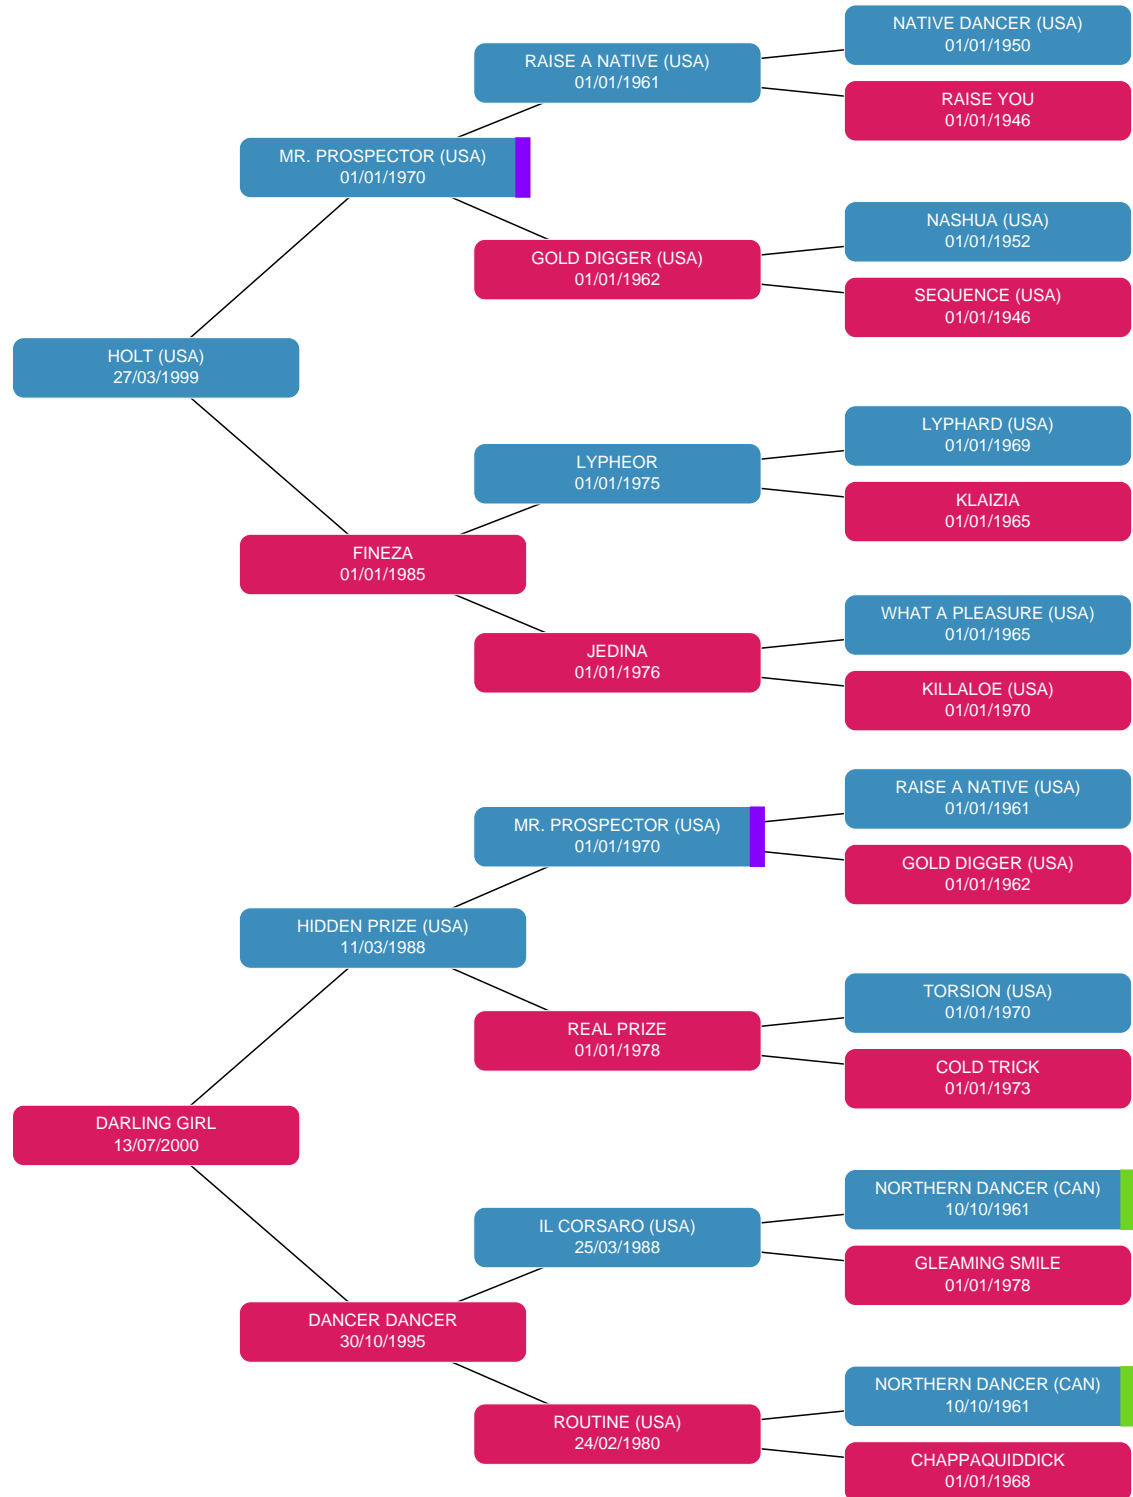 NATIVE DANCER (USA)
01/01/1950
RAISE A NATIVE (USA)
01/01/1961
RAISE YOU
01/01/1946
MR. PROSPECTOR (USA)
01/01/1970
NASHUA (USA)
01/01/1952
GOLD DIGGER (USA)
01/01/1962
SEQUENCE (USA)
01/01/1946
HOLT (USA)
27/03/1999
LYPHARD (USA)
01/01/1969
LYPHEOR
01/01/1975
KLAIZIA
01/01/1965
FINEZA
01/01/1985
WHAT A PLEASURE (USA)
01/01/1965
JEDINA
01/01/1976
KILLALOE (USA)
01/01/1970
RAISE A NATIVE (USA)
01/01/1961
MR. PROSPECTOR (USA)
01/01/1970
GOLD DIGGER (USA)
01/01/1962
HIDDEN PRIZE (USA)
11/03/1988
TORSION (USA)
01/01/1970
REAL PRIZE
01/01/1978
COLD TRICK
01/01/1973
DARLING GIRL
13/07/2000
NORTHERN DANCER (CAN)
10/10/1961
IL CORSARO (USA)
25/03/1988
GLEAMING SMILE
01/01/1978
DANCER DANCER
30/10/1995
NORTHERN DANCER (CAN)
10/10/1961
ROUTINE (USA)
24/02/1980
CHAPPAQUIDDICK
01/01/1968